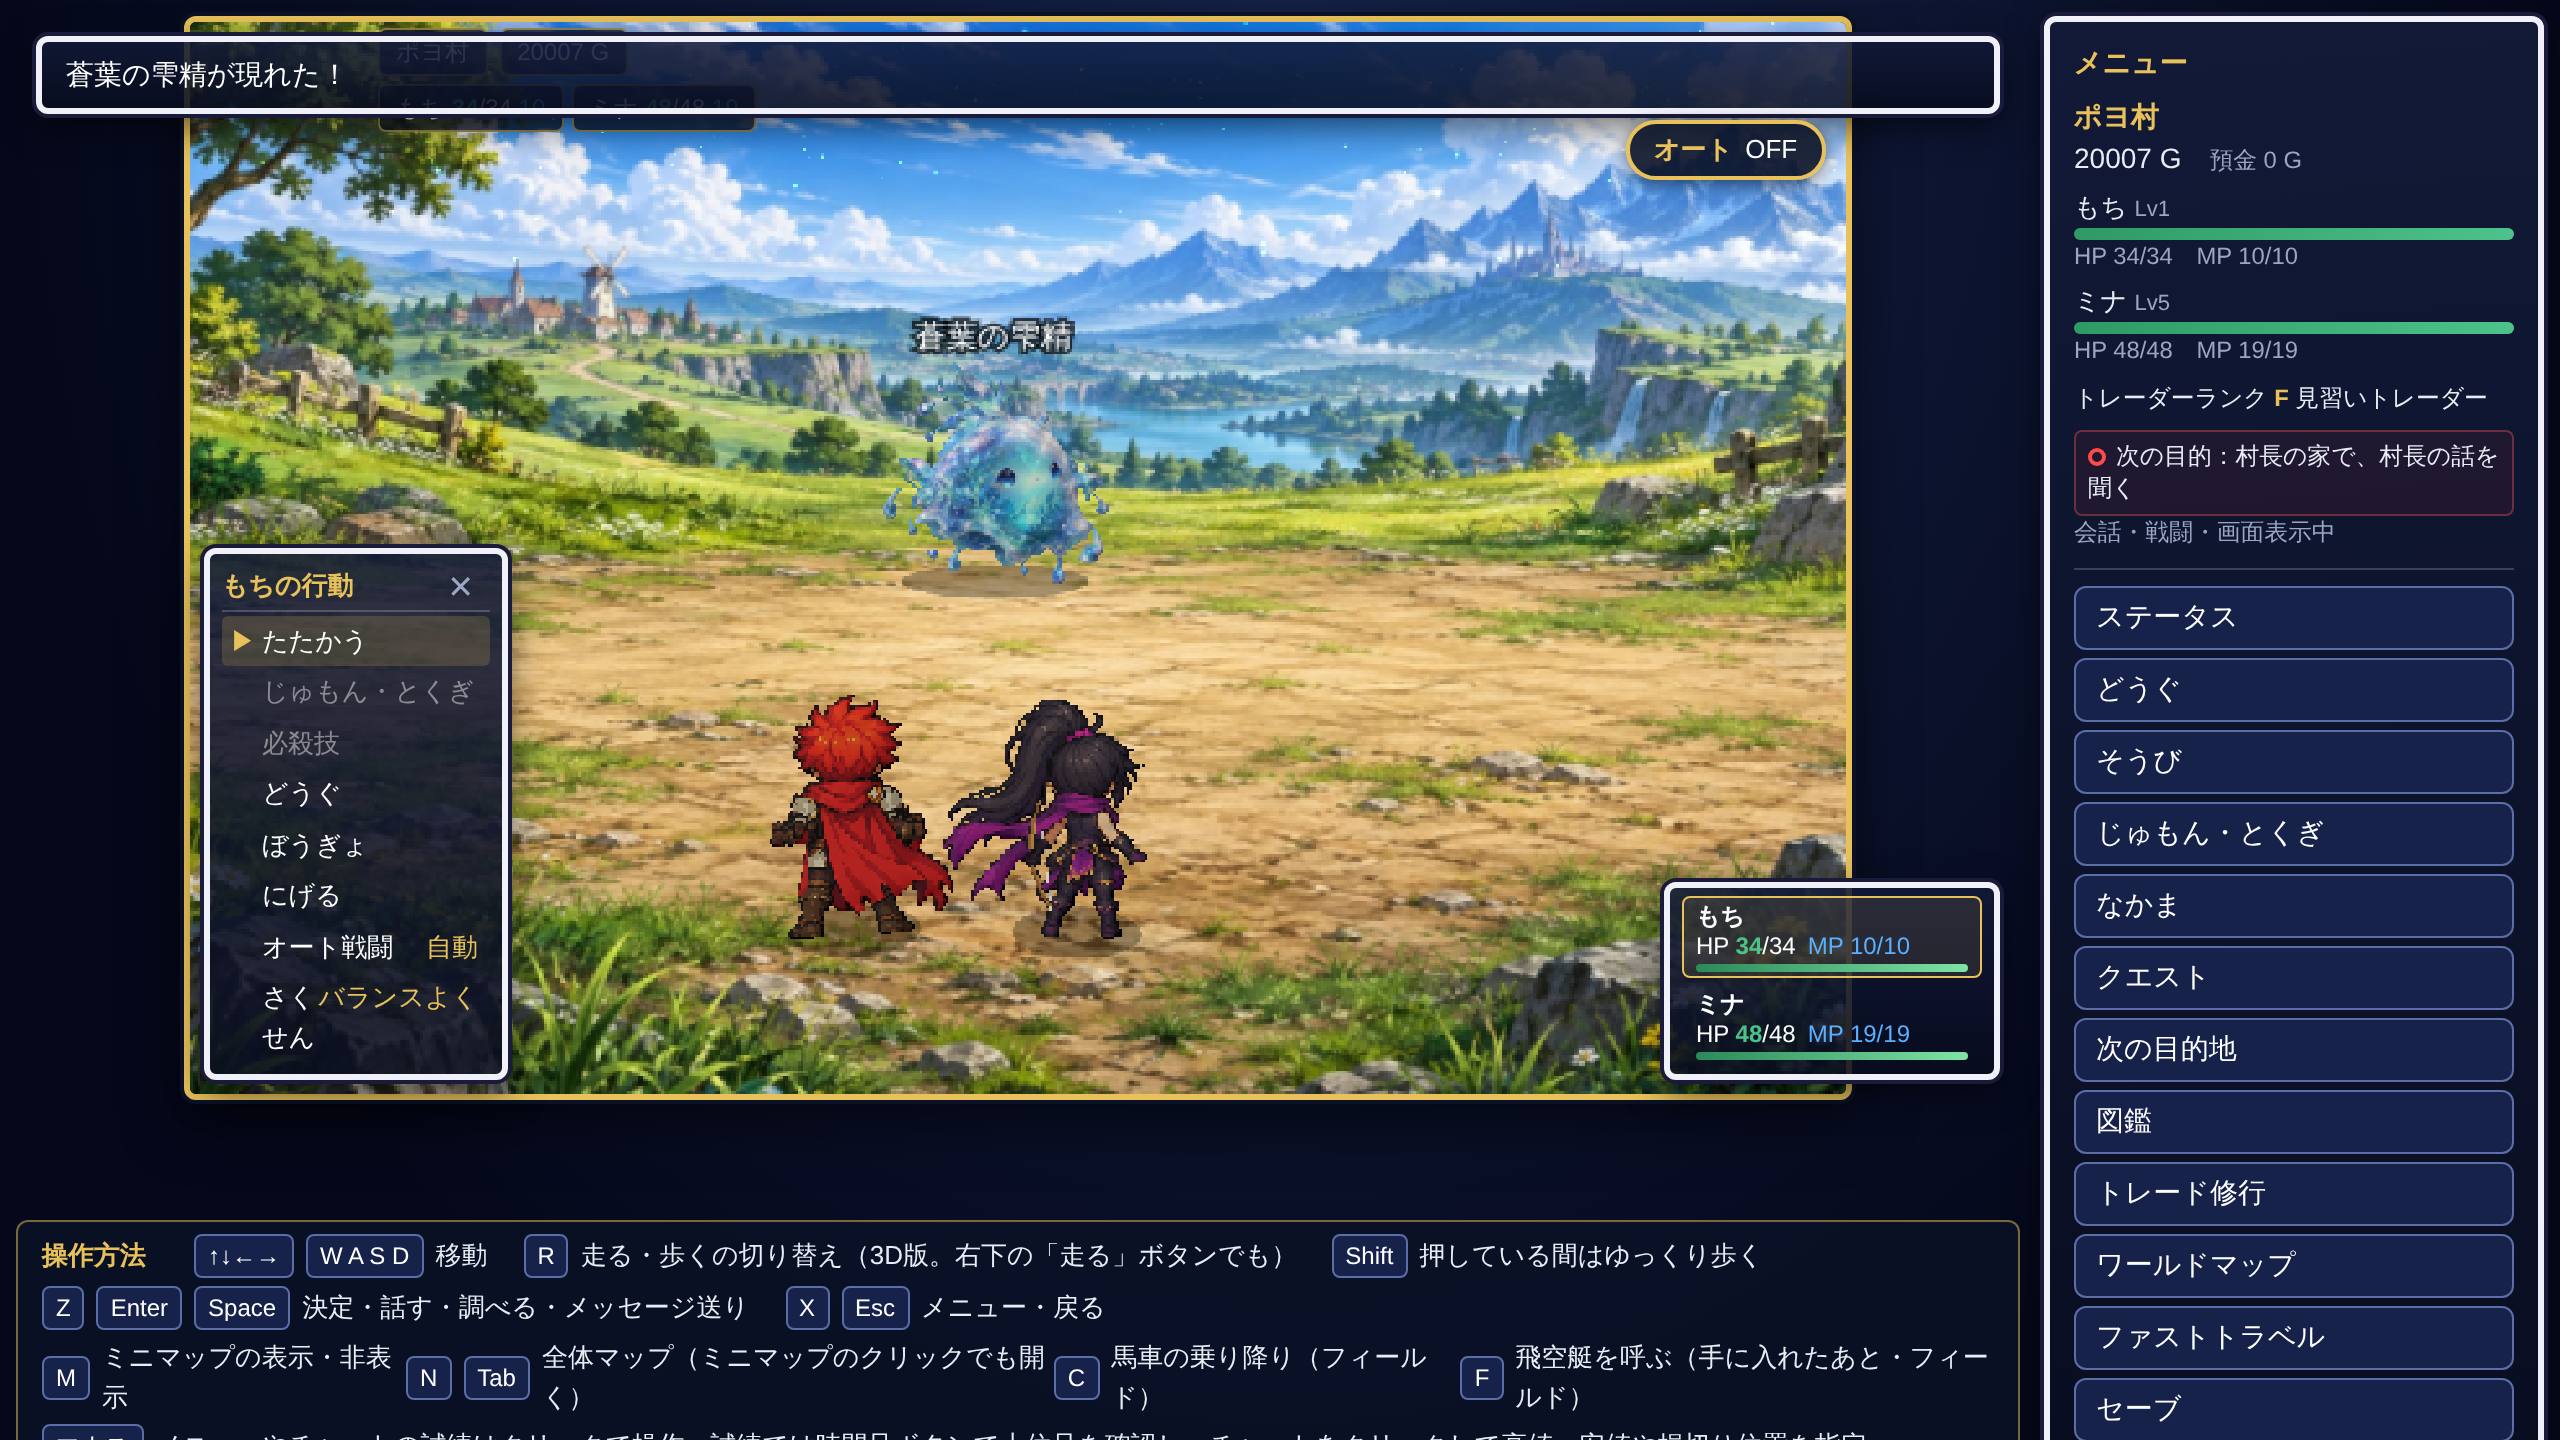 ポヨ村 20007 G
蒼葉の雫精が現れた！
もち 34/34 10 ミナ 48/48 19
オート OFF
蒼葉の雫精
もちの行動 ✕
▶ たたかう
じゅもん・とくぎ
必殺技
どうぐ
ぼうぎょ
にげる
オート戦闘 自動
さく バランスよく
せん
もち
HP 34/34 MP 10/10
ミナ
HP 48/48 MP 19/19
メニュー
ポヨ村
20007 G 預金 0 G
もち Lv1
HP 34/34 MP 10/10
ミナ Lv5
HP 48/48 MP 19/19
トレーダーランク F 見習いトレーダー
次の目的：村長の家で、村長の話を
聞く
会話・戦闘・画面表示中
ステータス
どうぐ
そうび
じゅもん・とくぎ
なかま
クエスト
次の目的地
図鑑
トレード修行
ワールドマップ
ファストトラベル
セーブ
操作方法 ↑↓←→ W A S D 移動 R 走る・歩くの切り替え（3D版。右下の「走る」ボタンでも） Shift 押している間はゆっくり歩く
Z Enter Space 決定・話す・調べる・メッセージ送り X Esc メニュー・戻る
M ミニマップの表示・非表示 N Tab 全体マップ（ミニマップのクリックでも開く） C 馬車の乗り降り（フィールド） F 飛空艇を呼ぶ（手に入れたあと・フィールド）